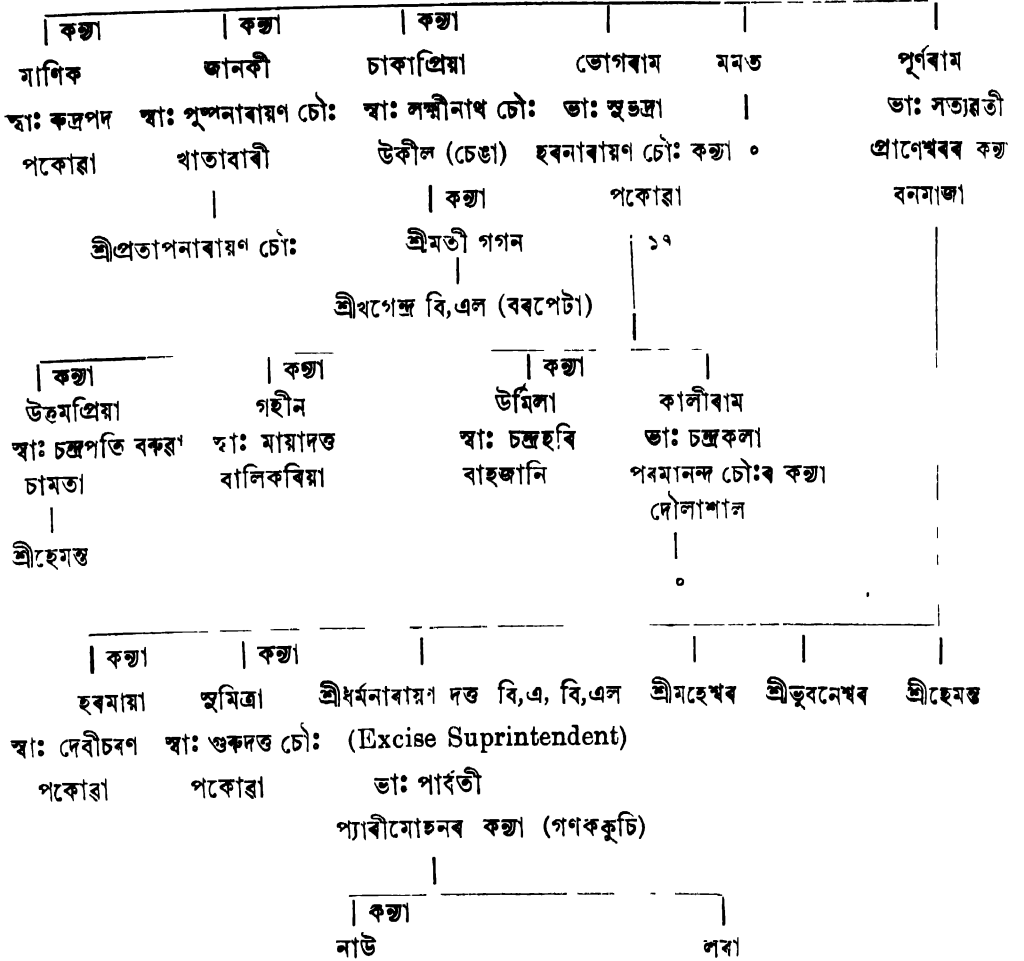 কন্যা কন্যা কন্যা
মাণিক জানকী চাকাপ্ৰিয়া ভোগৰাম মমত পূৰ্ণৰাম
স্বাঃ ৰুদ্ৰপদ স্বাঃ পুষ্পনাৰায়ণ চৌঃ স্বাঃ লক্ষ্মীনাথ চৌঃ ভাঃ সুভদ্ৰা ভাঃ সত্যৱতী
পকোৱা খাতাবাৰী উকীল (চেঙা) হৰনাৰায়ণ চৌঃ কন্যা ০ প্ৰাণেশ্বৰৰ কন্যা
কন্যা পকোৱা বনমাজা
শ্ৰীপ্ৰতাপনাৰায়ণ চৌঃ শ্ৰীমতী গগন ১৭
শ্ৰীখগেন্দ্ৰ বি,এল (বৰপেটা)
কন্যা কন্যা কন্যা
উত্তমপ্ৰিয়া গহীন উৰ্মিলা কালীৰাম
স্বাঃ চন্দ্ৰপতি বৰুৱা স্বাঃ মায়াদত্ত স্বাঃ চন্দ্ৰহৰি ভাঃ চন্দ্ৰকলা
চামতা বালিকৰিয়া বাহজানি পৰমানন্দ চৌঃৰ কন্যা
দৌলাশাল
শ্ৰীহেমন্ত
০
কন্যা কন্যা
হৰমায়া সুমিত্ৰা শ্ৰীধৰ্মনাৰায়ণ দত্ত বি,এ, বি,এল শ্ৰীমহেশ্বৰ শ্ৰীভুবনেশ্বৰ শ্ৰীহেমন্ত
স্বাঃ দেবীচৰণ স্বাঃ গুৰুদত্ত চৌঃ (Excise Suprintendent)
পকোৱা পকোৱা ভাঃ পাৰ্বতী
প্যাৰীমোহনৰ কন্যা (গণককুচি)
কন্যা
নাউ লৰা